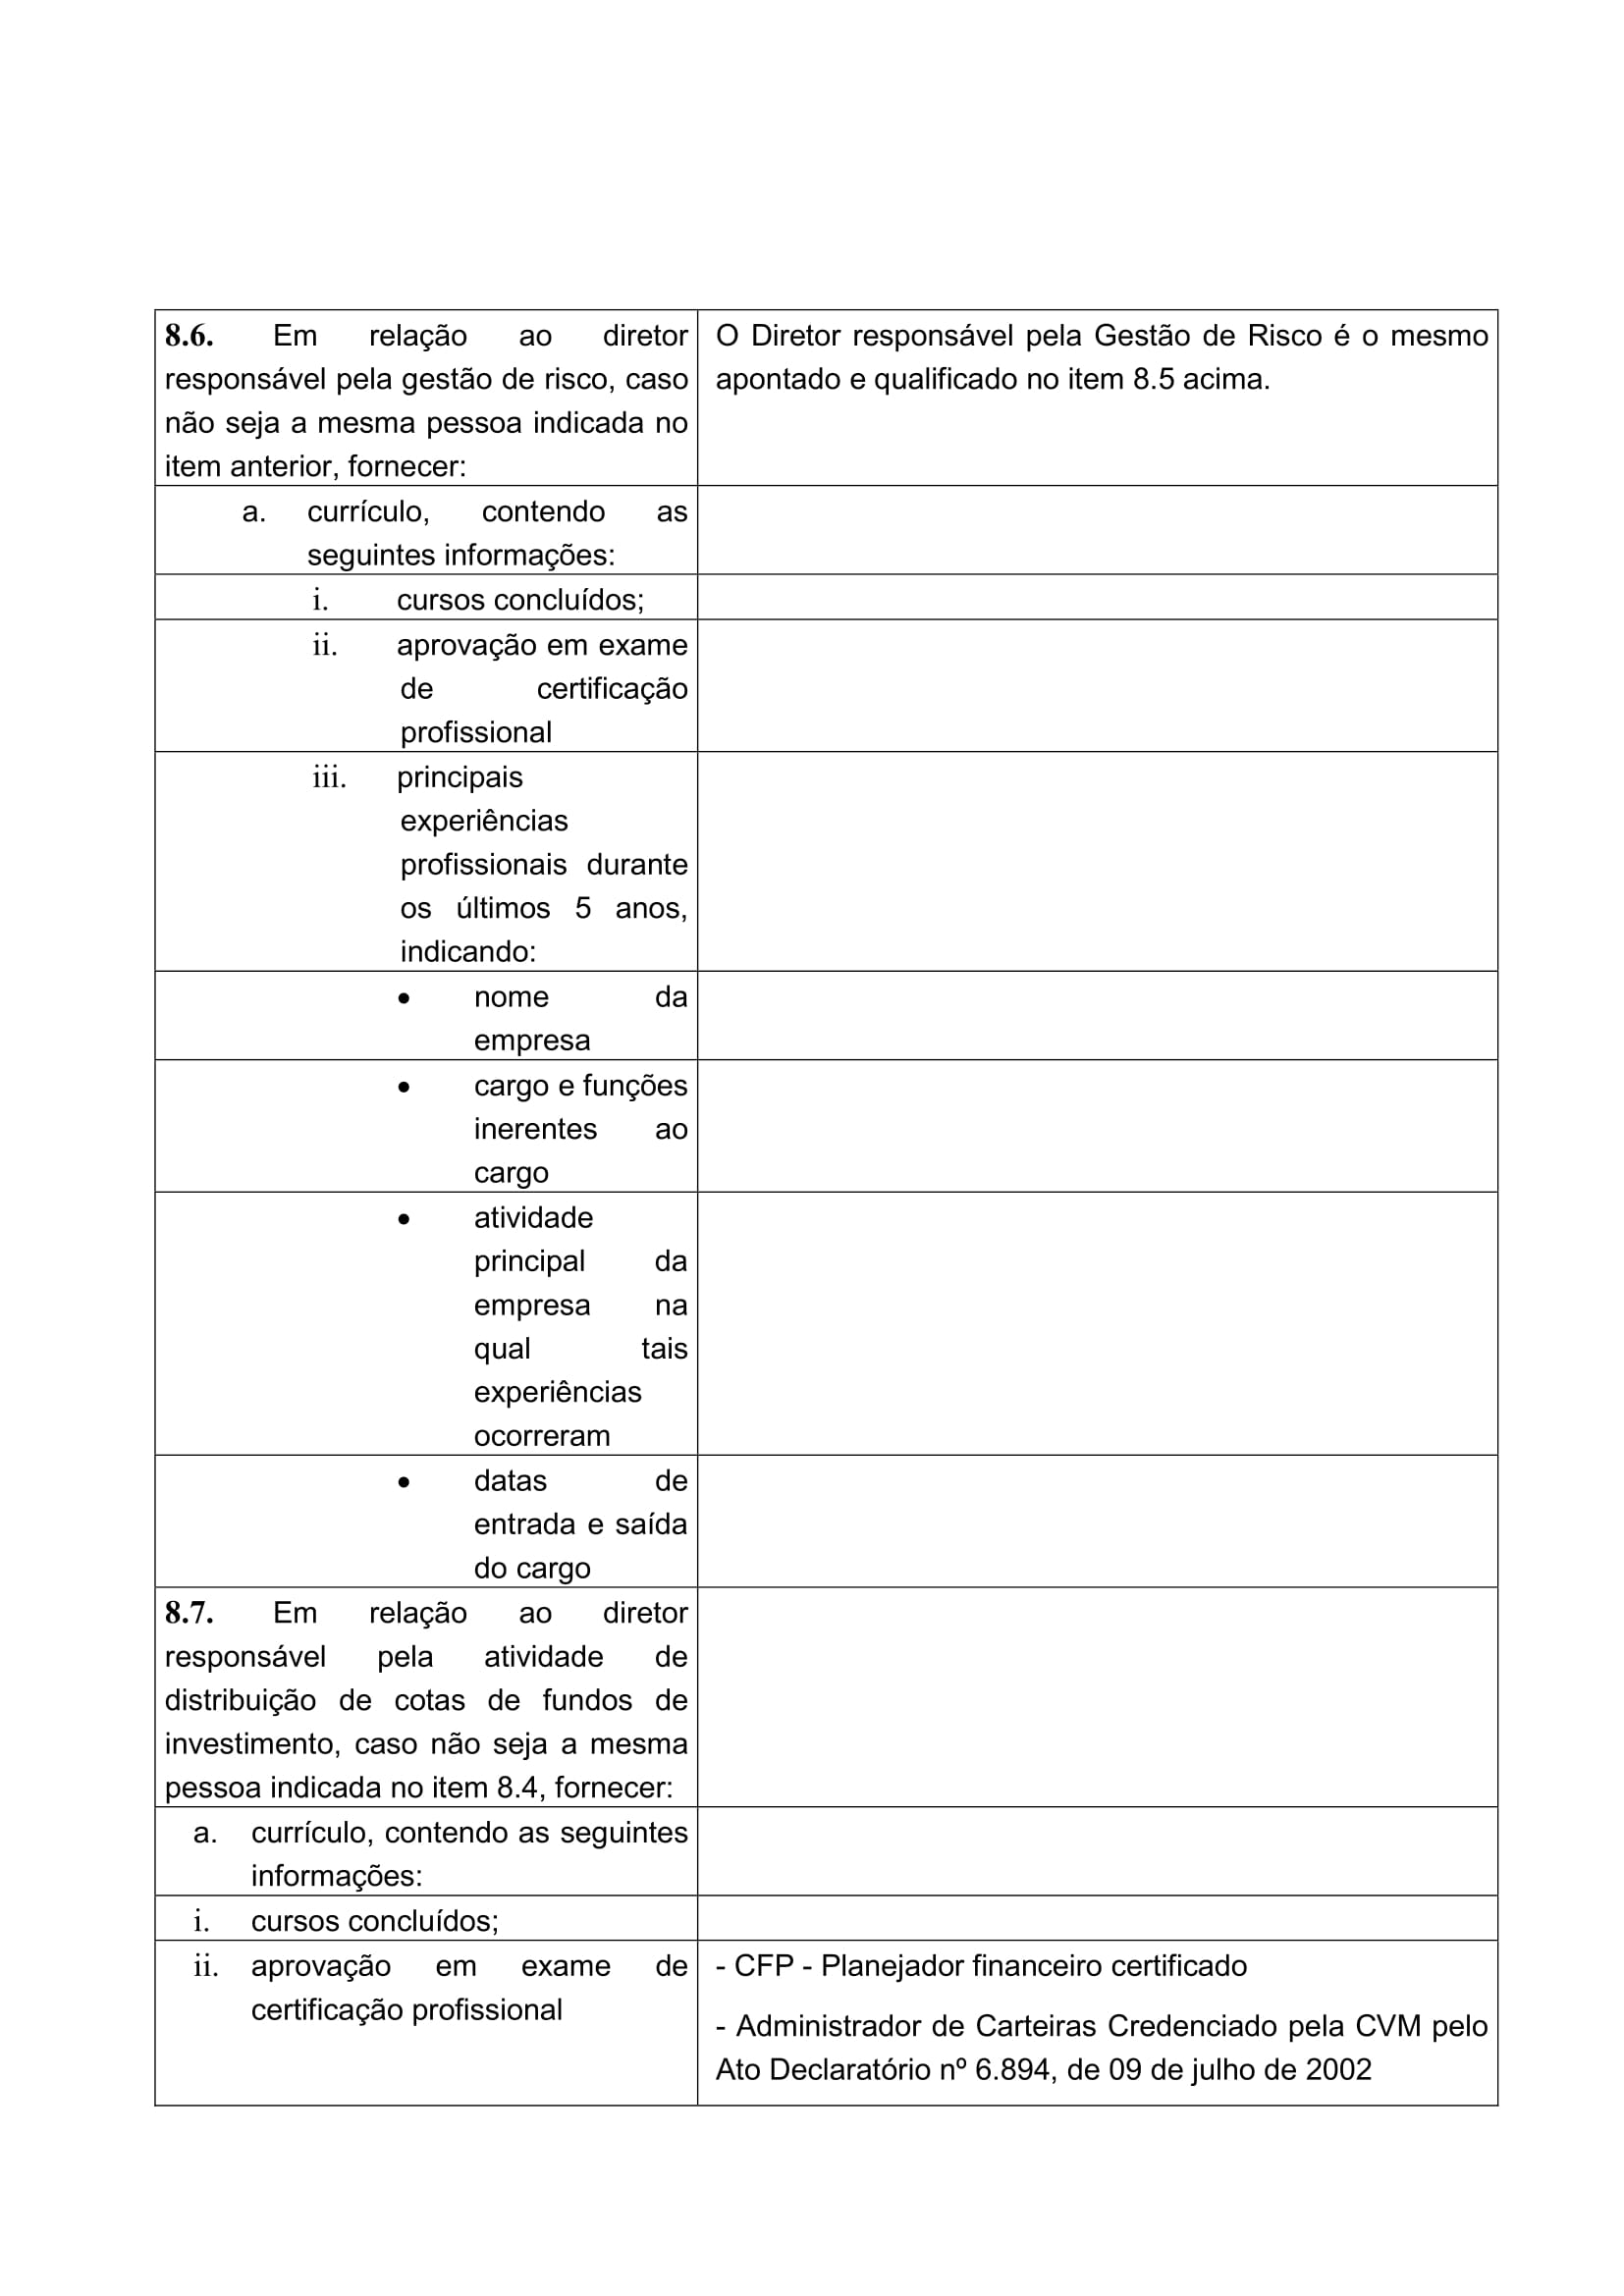 8.6. Em relação ao diretor
responsável pela gestão de risco, caso
não seja a mesma pessoa indicada no
item anterior, fornecer:
O Diretor responsável pela Gestão de Risco é o mesmo
apontado e qualificado no item 8.5 acima.
a. currículo, contendo as
seguintes informações:
i. cursos concluídos;
ii. aprovação em exame
de certificação
profissional
iii. principais
experiências
profissionais durante
os últimos 5 anos,
indicando:
• nome da
empresa
• cargo e funções
inerentes ao
cargo
• atividade
principal da
empresa na
qual tais
experiências
ocorreram
• datas de
entrada e saída
do cargo
8.7. Em relação ao diretor
responsável pela atividade de
distribuição de cotas de fundos de
investimento, caso não seja a mesma
pessoa indicada no item 8.4, fornecer:
a. currículo, contendo as seguintes
informações:
i. cursos concluídos;
ii. aprovação em exame de
certificação profissional
- CFP - Planejador financeiro certificado
- Administrador de Carteiras Credenciado pela CVM pelo
Ato Declaratório nº 6.894, de 09 de julho de 2002